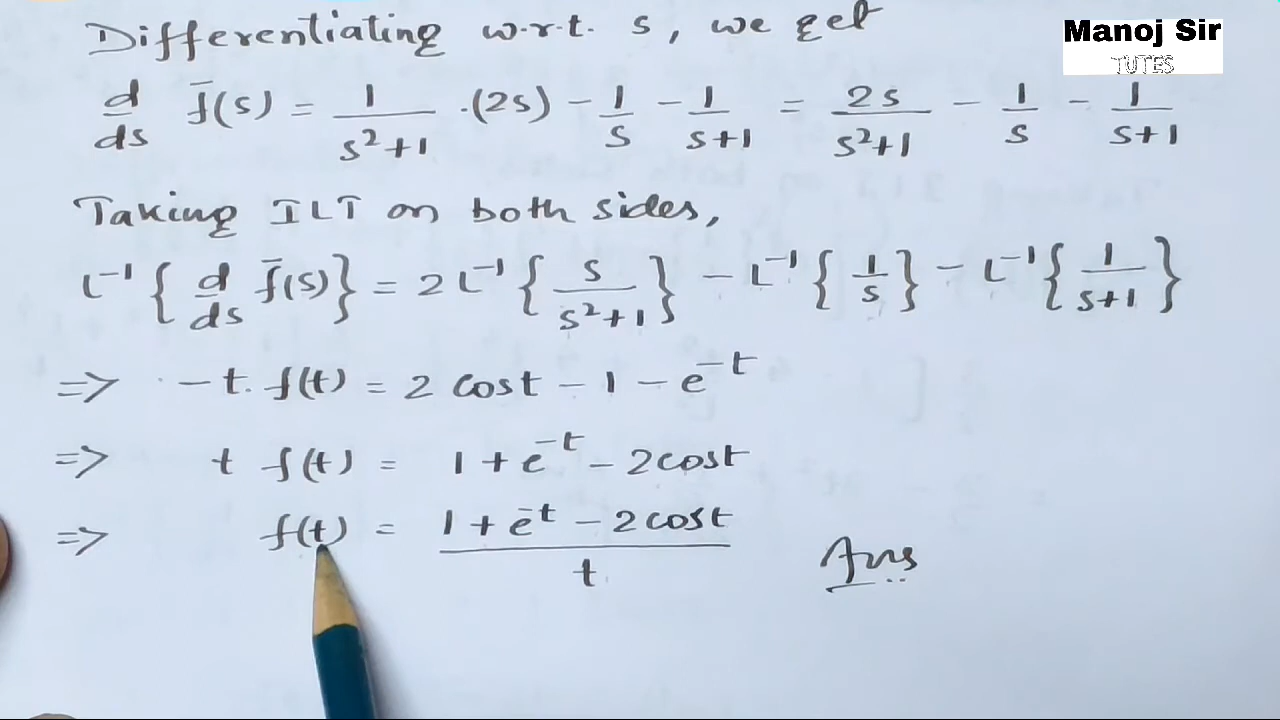 Differentiating w.r.t. s, we get
Manoj Sir
TUTES
d/ds f̄(s) = 1/(s²+1) ·(2s) − 1/s − 1/(s+1) = 2s/(s²+1) − 1/s − 1/(s+1)
Taking ILT on both sides,
L⁻¹{d/ds f̄(s)} = 2 L⁻¹{s/(s²+1)} − L⁻¹{1/s} − L⁻¹{1/(s+1)}
=> −t. f(t) = 2 cost − 1 − e⁻ᵗ
=> t f(t) = 1 + e⁻ᵗ − 2cost
=> f(t) = (1 + e⁻ᵗ − 2cost)/t Ans